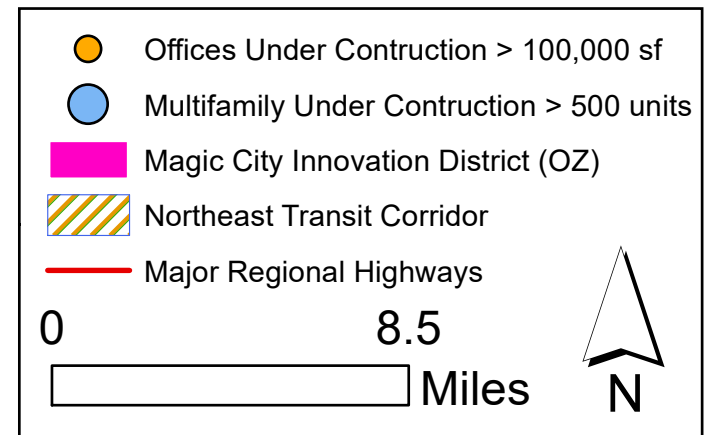 Offices Under Contruction > 100,000 sf
Multifamily Under Contruction > 500 units
Magic City Innovation District (OZ)
Northeast Transit Corridor
Major Regional Highways
0 8.5
Miles
N